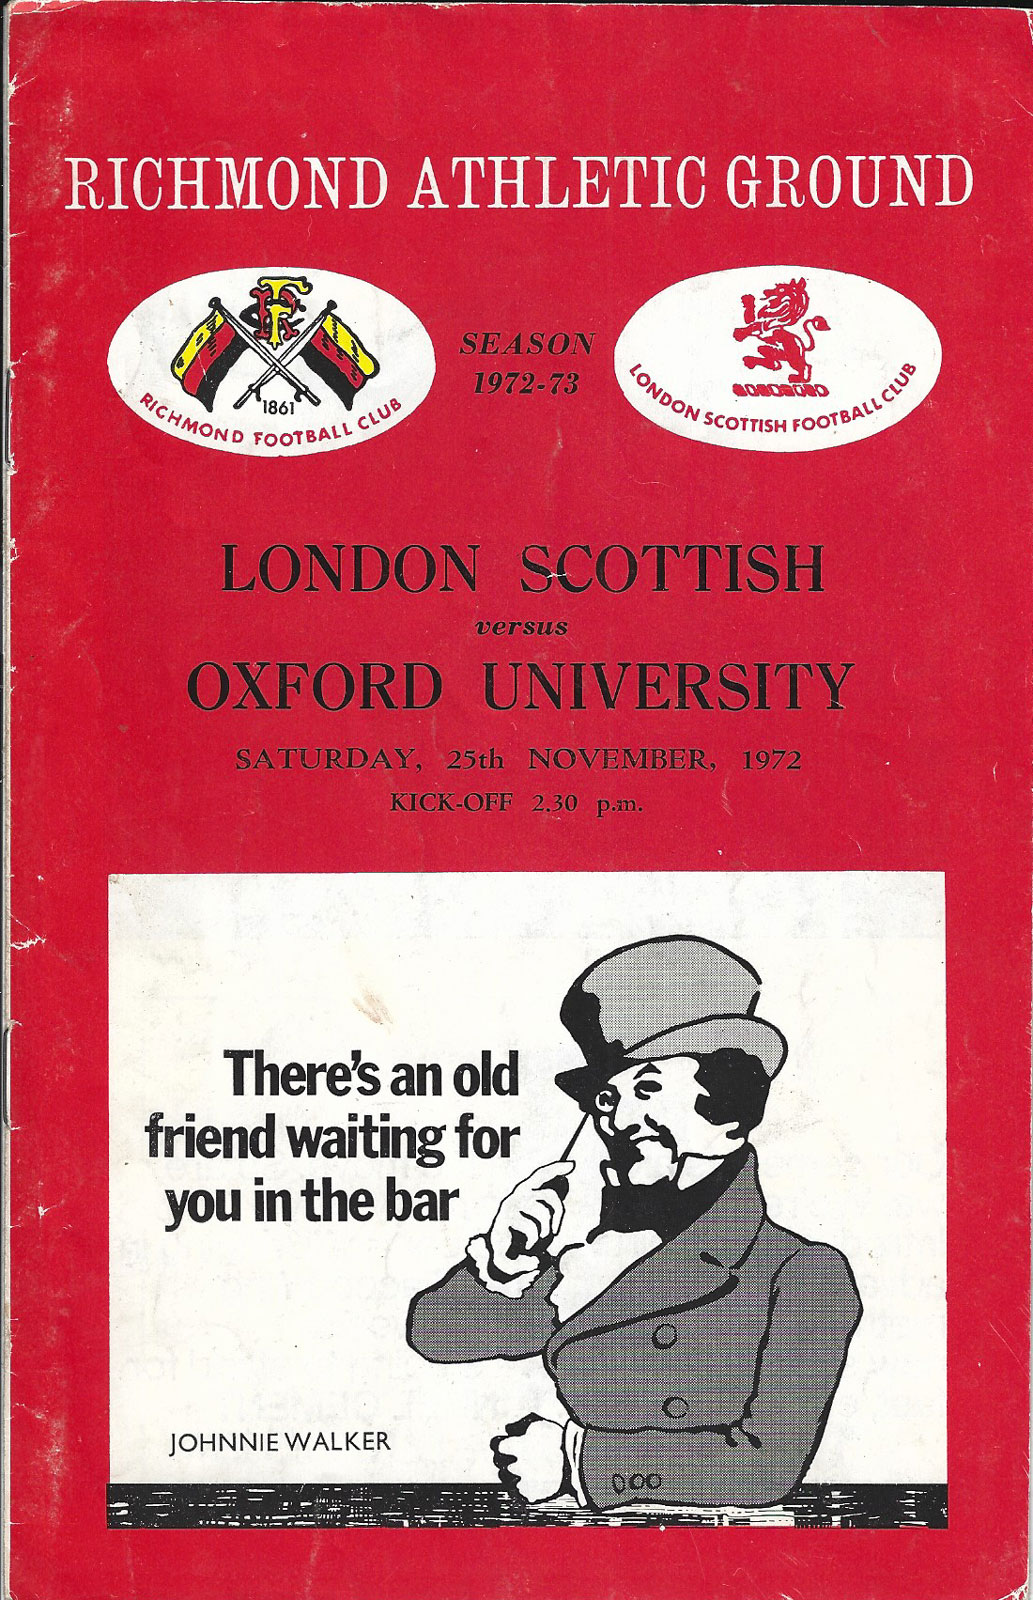 RICHMOND ATHLETIC GROUND
1861
RICHMOND FOOTBALL CLUB
SEASON
1972-73
LONDON SCOTTISH FOOTBALL CLUB
LONDON SCOTTISH
versus
OXFORD UNIVERSITY
SATURDAY, 25th NOVEMBER, 1972
KICK-OFF 2.30 p.m.
There's an old
friend waiting for
you in the bar
JOHNNIE WALKER